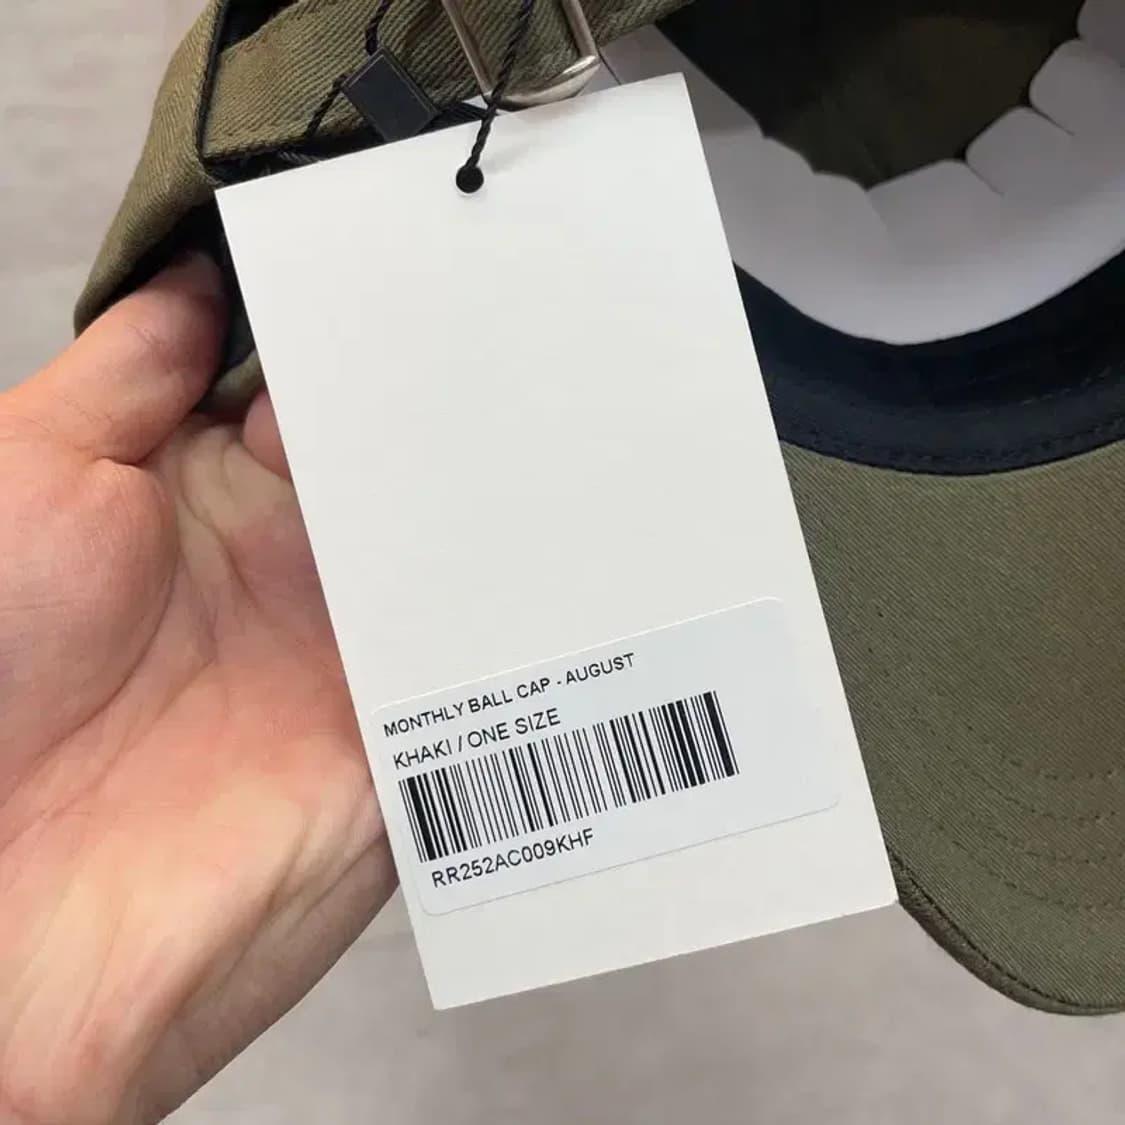 MONTHLY BALL CAP - AUGUST
KHAKI / ONE SIZE
RR252AC009KHF